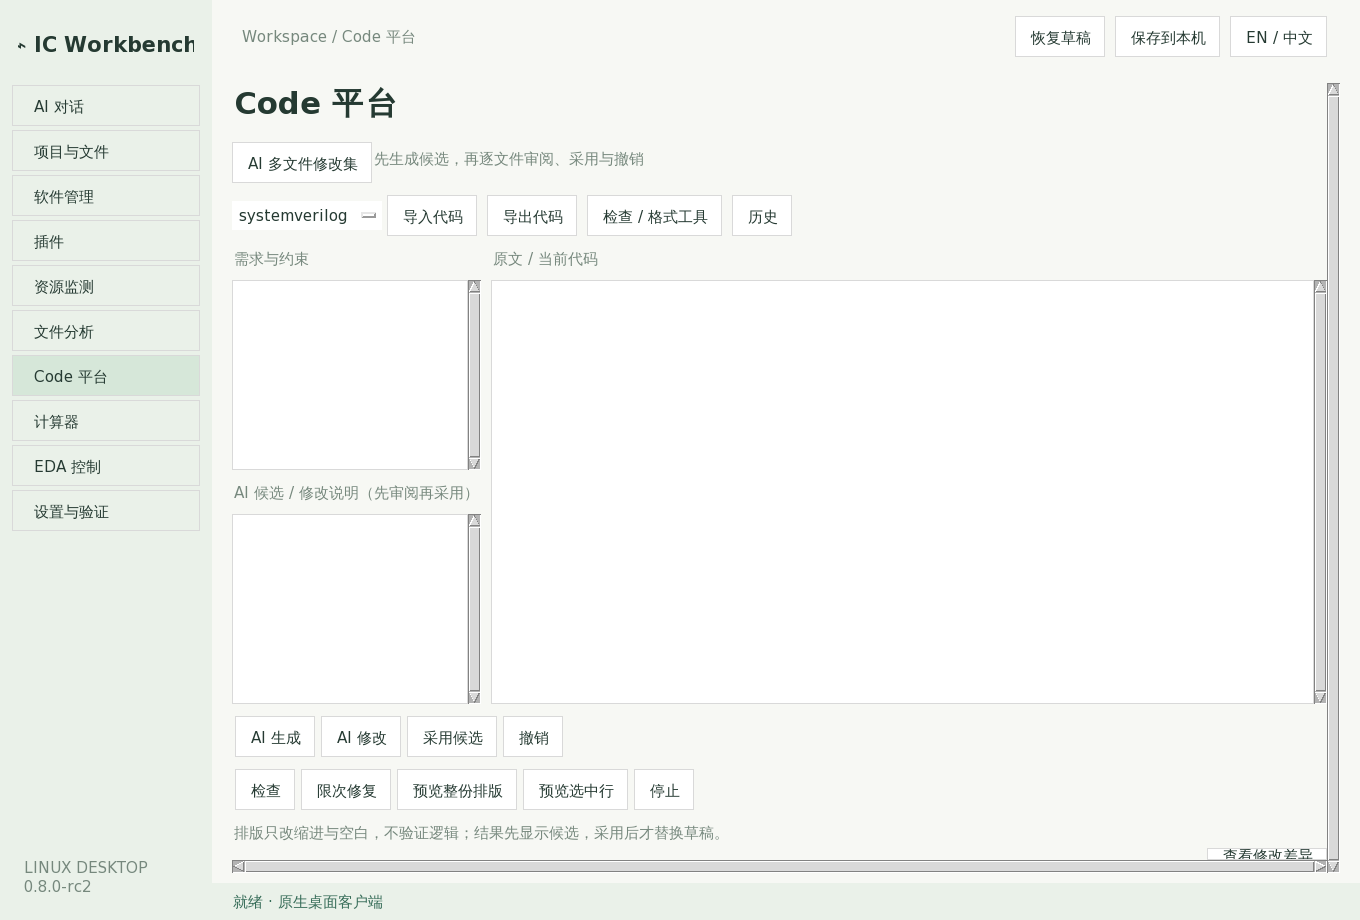 IC Workbench
AI 对话
项目与文件
软件管理
插件
资源监测
文件分析
Code 平台
计算器
EDA 控制
设置与验证
LINUX DESKTOP
0.8.0-rc2
Workspace / Code 平台
恢复草稿
保存到本机
EN / 中文
Code 平台
AI 多文件修改集
先生成候选，再逐文件审阅、采用与撤销
systemverilog
导入代码
导出代码
检查 / 格式工具
历史
需求与约束
原文 / 当前代码
AI 候选 / 修改说明（先审阅再采用）
AI 生成
AI 修改
采用候选
撤销
检查
限次修复
预览整份排版
预览选中行
停止
排版只改缩进与空白，不验证逻辑；结果先显示候选，采用后才替换草稿。
查看修改差异
就绪 · 原生桌面客户端